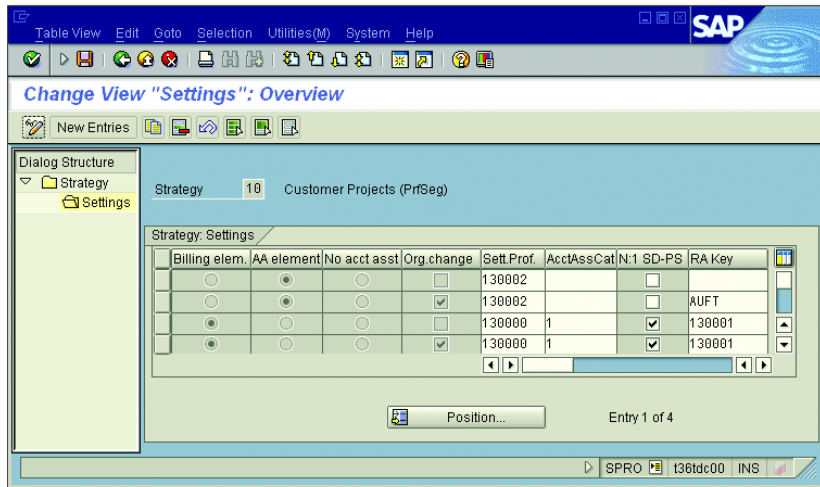 Table View Edit Goto Selection Utilities(M) System Help
SAP
Change View "Settings": Overview
New Entries
Dialog Structure
Strategy
Settings
Strategy 10 Customer Projects (PrfSeg)
Strategy: Settings
Billing elem. AA element No acct asst Org.change Sett.Prof. AcctAssCat N:1 SD-PS RA Key
130002
130002 AUFT
130000 1 130001
130000 1 130001
Position... Entry 1 of 4
SPRO t36tdc00 INS